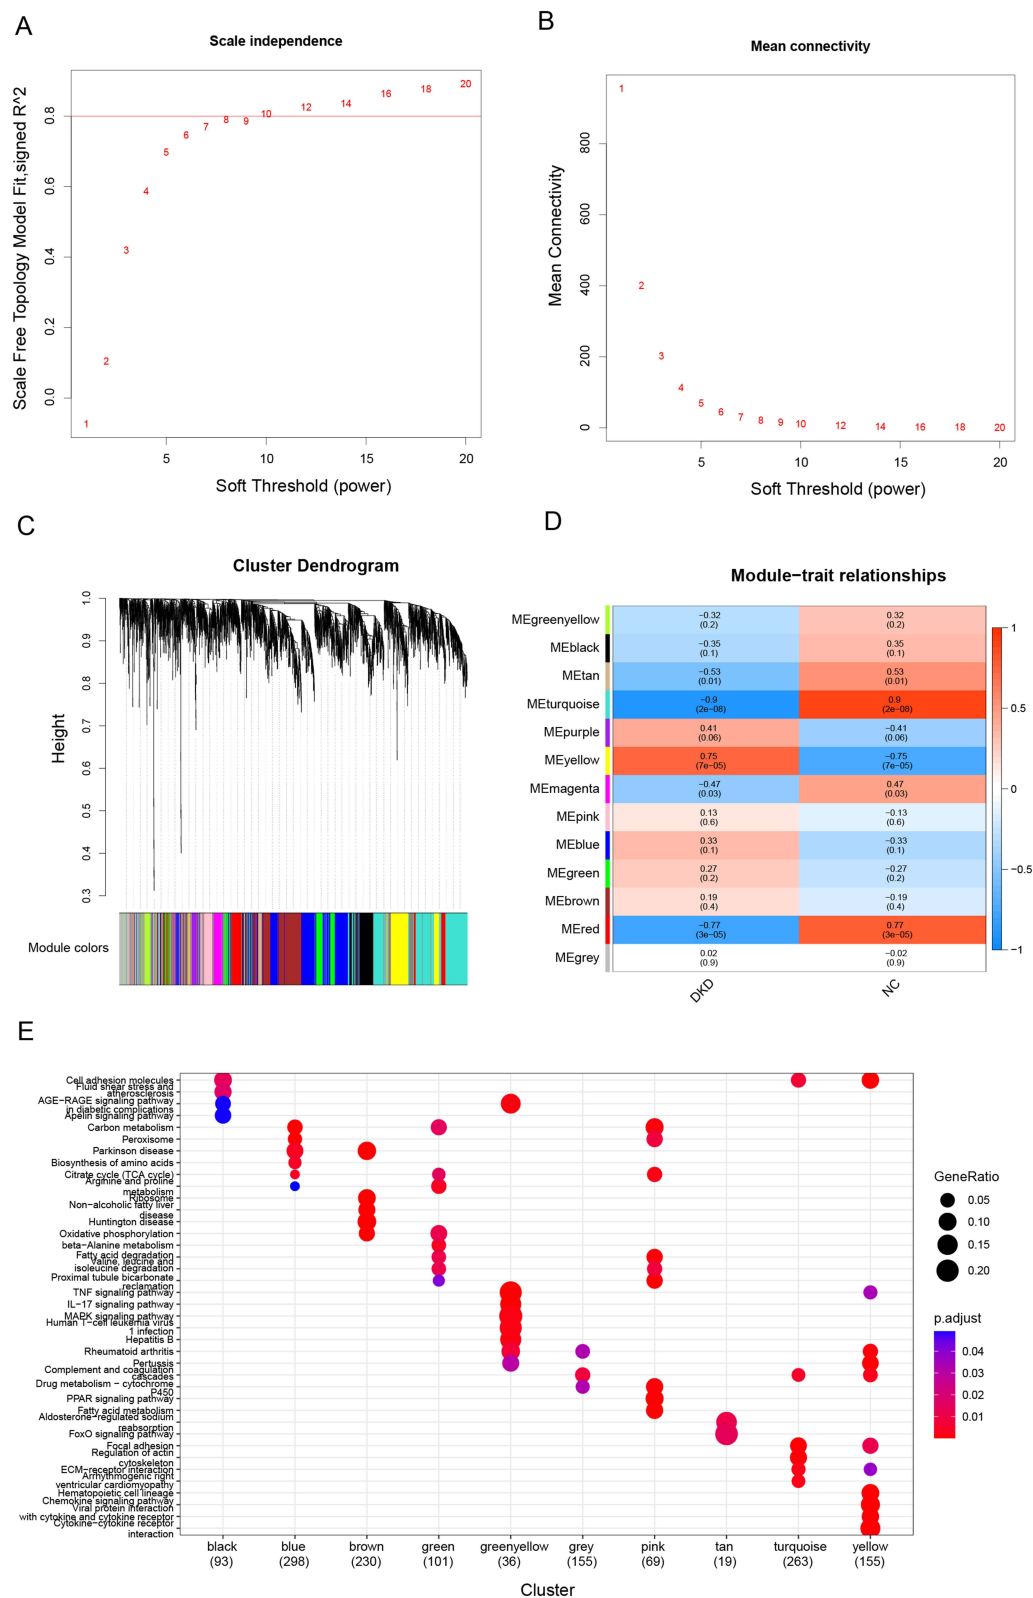 A
Scale independence
Scale Free Topology Model Fit,signed R^2
0.0
0.2
0.4
0.6
0.8
1
2
3
4
5
6
7
8
9
10
12
14
16
18
20
5
10
15
20
Soft Threshold (power)
B
Mean connectivity
Mean Connectivity
0
200
400
600
800
1
2
3
4
5
6
7
8
9
10
12
14
16
18
20
5
10
15
20
Soft Threshold (power)
C
Cluster Dendrogram
Height
1.0
0.9
0.8
0.7
0.6
0.5
0.4
0.3
Module colors
D
Module−trait relationships
MEgreenyellow
−0.32
(0.2)
0.32
(0.2)
MEblack
−0.35
(0.1)
0.35
(0.1)
MEtan
−0.53
(0.01)
0.53
(0.01)
MEturquoise
−0.9
(2e−08)
0.9
(2e−08)
MEpurple
0.41
(0.06)
−0.41
(0.06)
MEyellow
0.75
(7e−05)
−0.75
(7e−05)
MEmagenta
−0.47
(0.03)
0.47
(0.03)
MEpink
0.13
(0.6)
−0.13
(0.6)
MEblue
0.33
(0.1)
−0.33
(0.1)
MEgreen
0.27
(0.2)
−0.27
(0.2)
MEbrown
0.19
(0.4)
−0.19
(0.4)
MEred
−0.77
(3e−05)
0.77
(3e−05)
MEgrey
0.02
(0.9)
−0.02
(0.9)
DKD
NC
1
0.5
0
−0.5
−1
E
Cell adhesion molecules
Fluid shear stress and
atherosclerosis
AGE−RAGE signaling pathway
in diabetic complications
Apelin signaling pathway
Carbon metabolism
Peroxisome
Parkinson disease
Biosynthesis of amino acids
Citrate cycle (TCA cycle)
Arginine and proline
metabolism
Ribosome
Non−alcoholic fatty liver
disease
Huntington disease
Oxidative phosphorylation
beta−Alanine metabolism
Fatty acid degradation
Valine, leucine and
isoleucine degradation
Proximal tubule bicarbonate
reclamation
TNF signaling pathway
IL−17 signaling pathway
MAPK signaling pathway
Human T−cell leukemia virus
1 infection
Hepatitis B
Rheumatoid arthritis
Pertussis
Complement and coagulation
cascades
Drug metabolism − cytochrome
P450
PPAR signaling pathway
Fatty acid metabolism
Aldosterone−regulated sodium
reabsorption
FoxO signaling pathway
Focal adhesion
Regulation of actin
cytoskeleton
ECM−receptor interaction
Arrhythmogenic right
ventricular cardiomyopathy
Hematopoietic cell lineage
Chemokine signaling pathway
Viral protein interaction
with cytokine and cytokine receptor
Cytokine−cytokine receptor
interaction
black
(93)
blue
(298)
brown
(230)
green
(101)
greenyellow
(36)
grey
(155)
pink
(69)
tan
(19)
turquoise
(263)
yellow
(155)
Cluster
GeneRatio
0.05
0.10
0.15
0.20
p.adjust
0.04
0.03
0.02
0.01